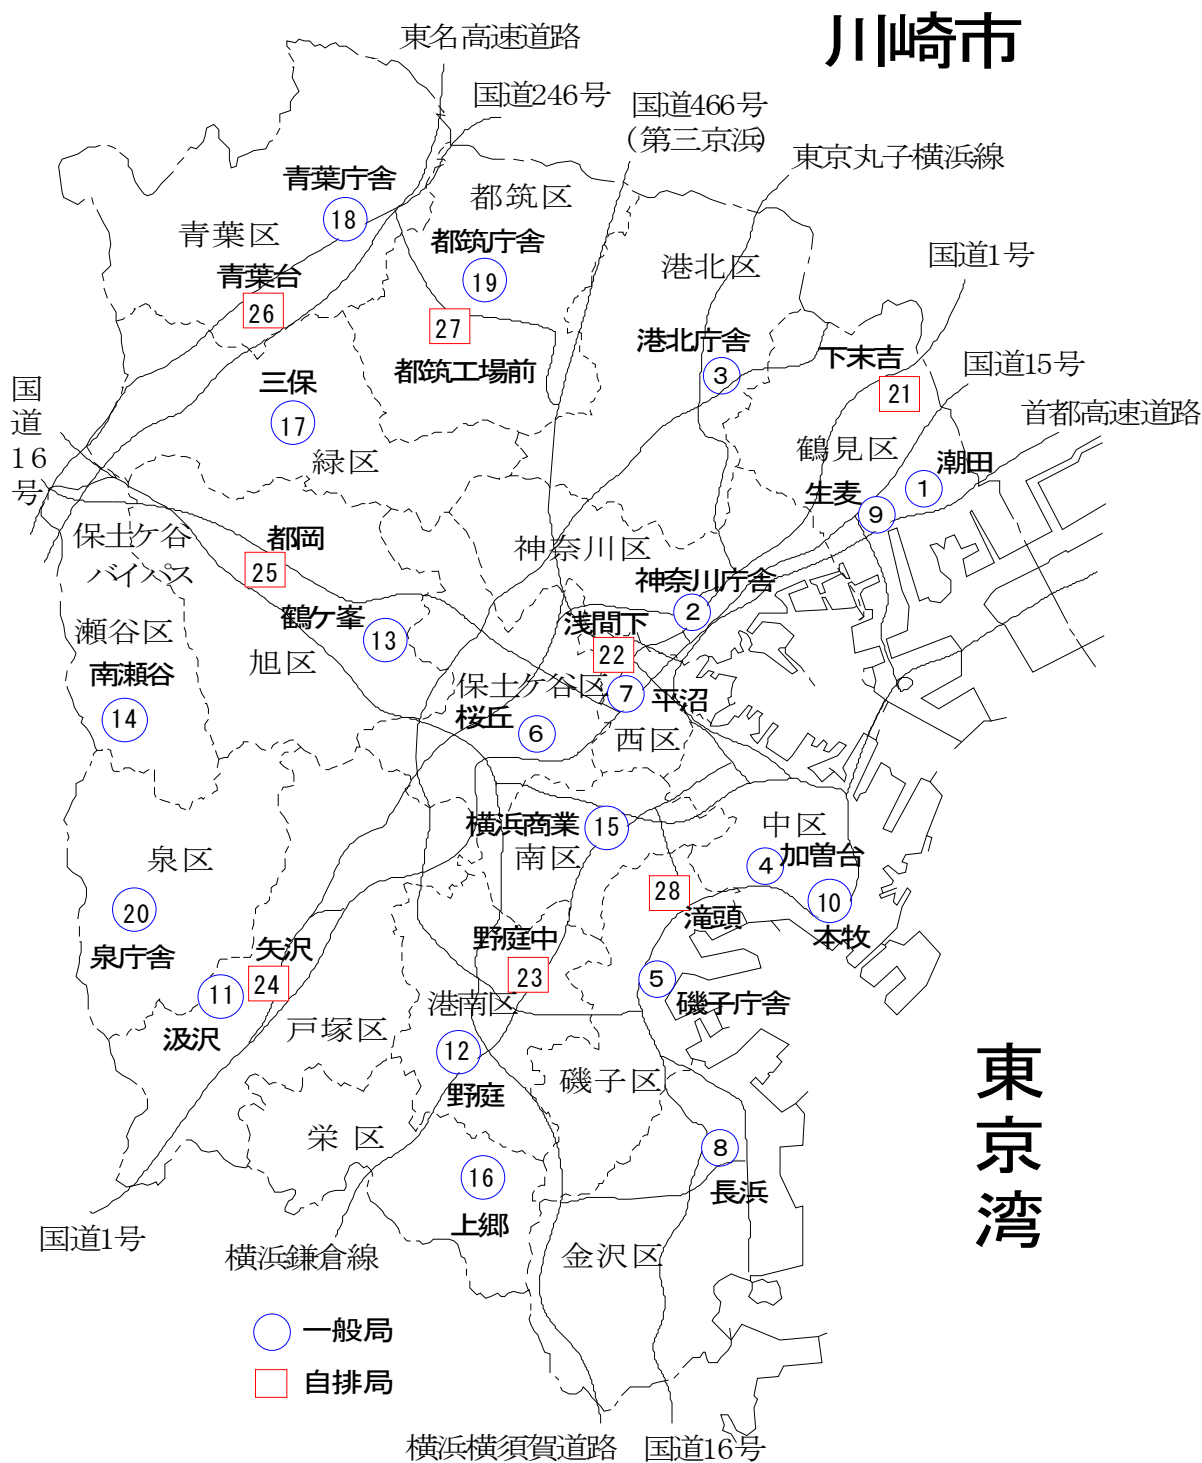 川崎市
東名高速道路
国道246号
国道466号
(第三京浜)
東京丸子横浜線
青葉庁舎
18
青葉区
都筑区
都筑庁舎
19
港北区
国道1号
青葉台
26
27
都筑工場前
港北庁舎
3
下末吉
21
国道15号
首都高速道路
国道16号
三保
17
緑区
鶴見区
潮田
1
生麦
9
保土ケ谷
バイパス
都岡
25
神奈川区
神奈川庁舎
2
鶴ケ峯
13
浅間下
22
瀬谷区
南瀬谷
14
旭区
保土ケ谷区
7
平沼
桜丘
6
西区
横浜商業
15
南区
中区
加曽台
4
10
本牧
泉区
20
泉庁舎
28
滝頭
矢沢
24
野庭中
23
5
磯子庁舎
11
汲沢
戸塚区
港南区
12
野庭
磯子区
栄区
16
上郷
8
長浜
東京湾
国道1号
横浜鎌倉線
金沢区
一般局
自排局
横浜横須賀道路
国道16号